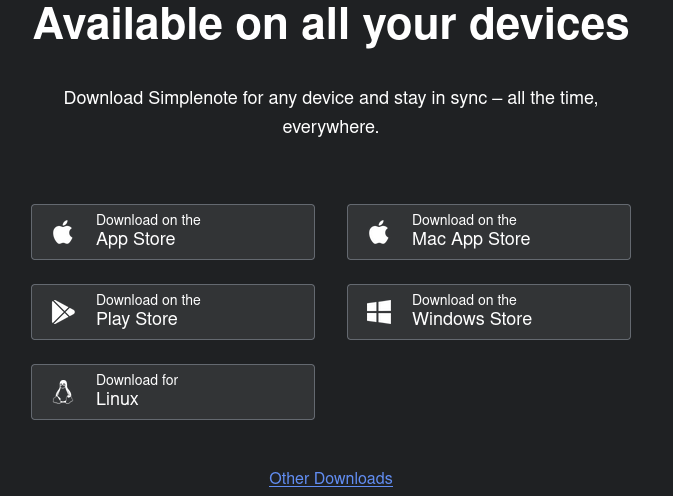 Available on all your devices
Download Simplenote for any device and stay in sync – all the time,
everywhere.
Download on the
App Store
Download on the
Mac App Store
Download on the
Play Store
Download on the
Windows Store
Download for
Linux
Other Downloads